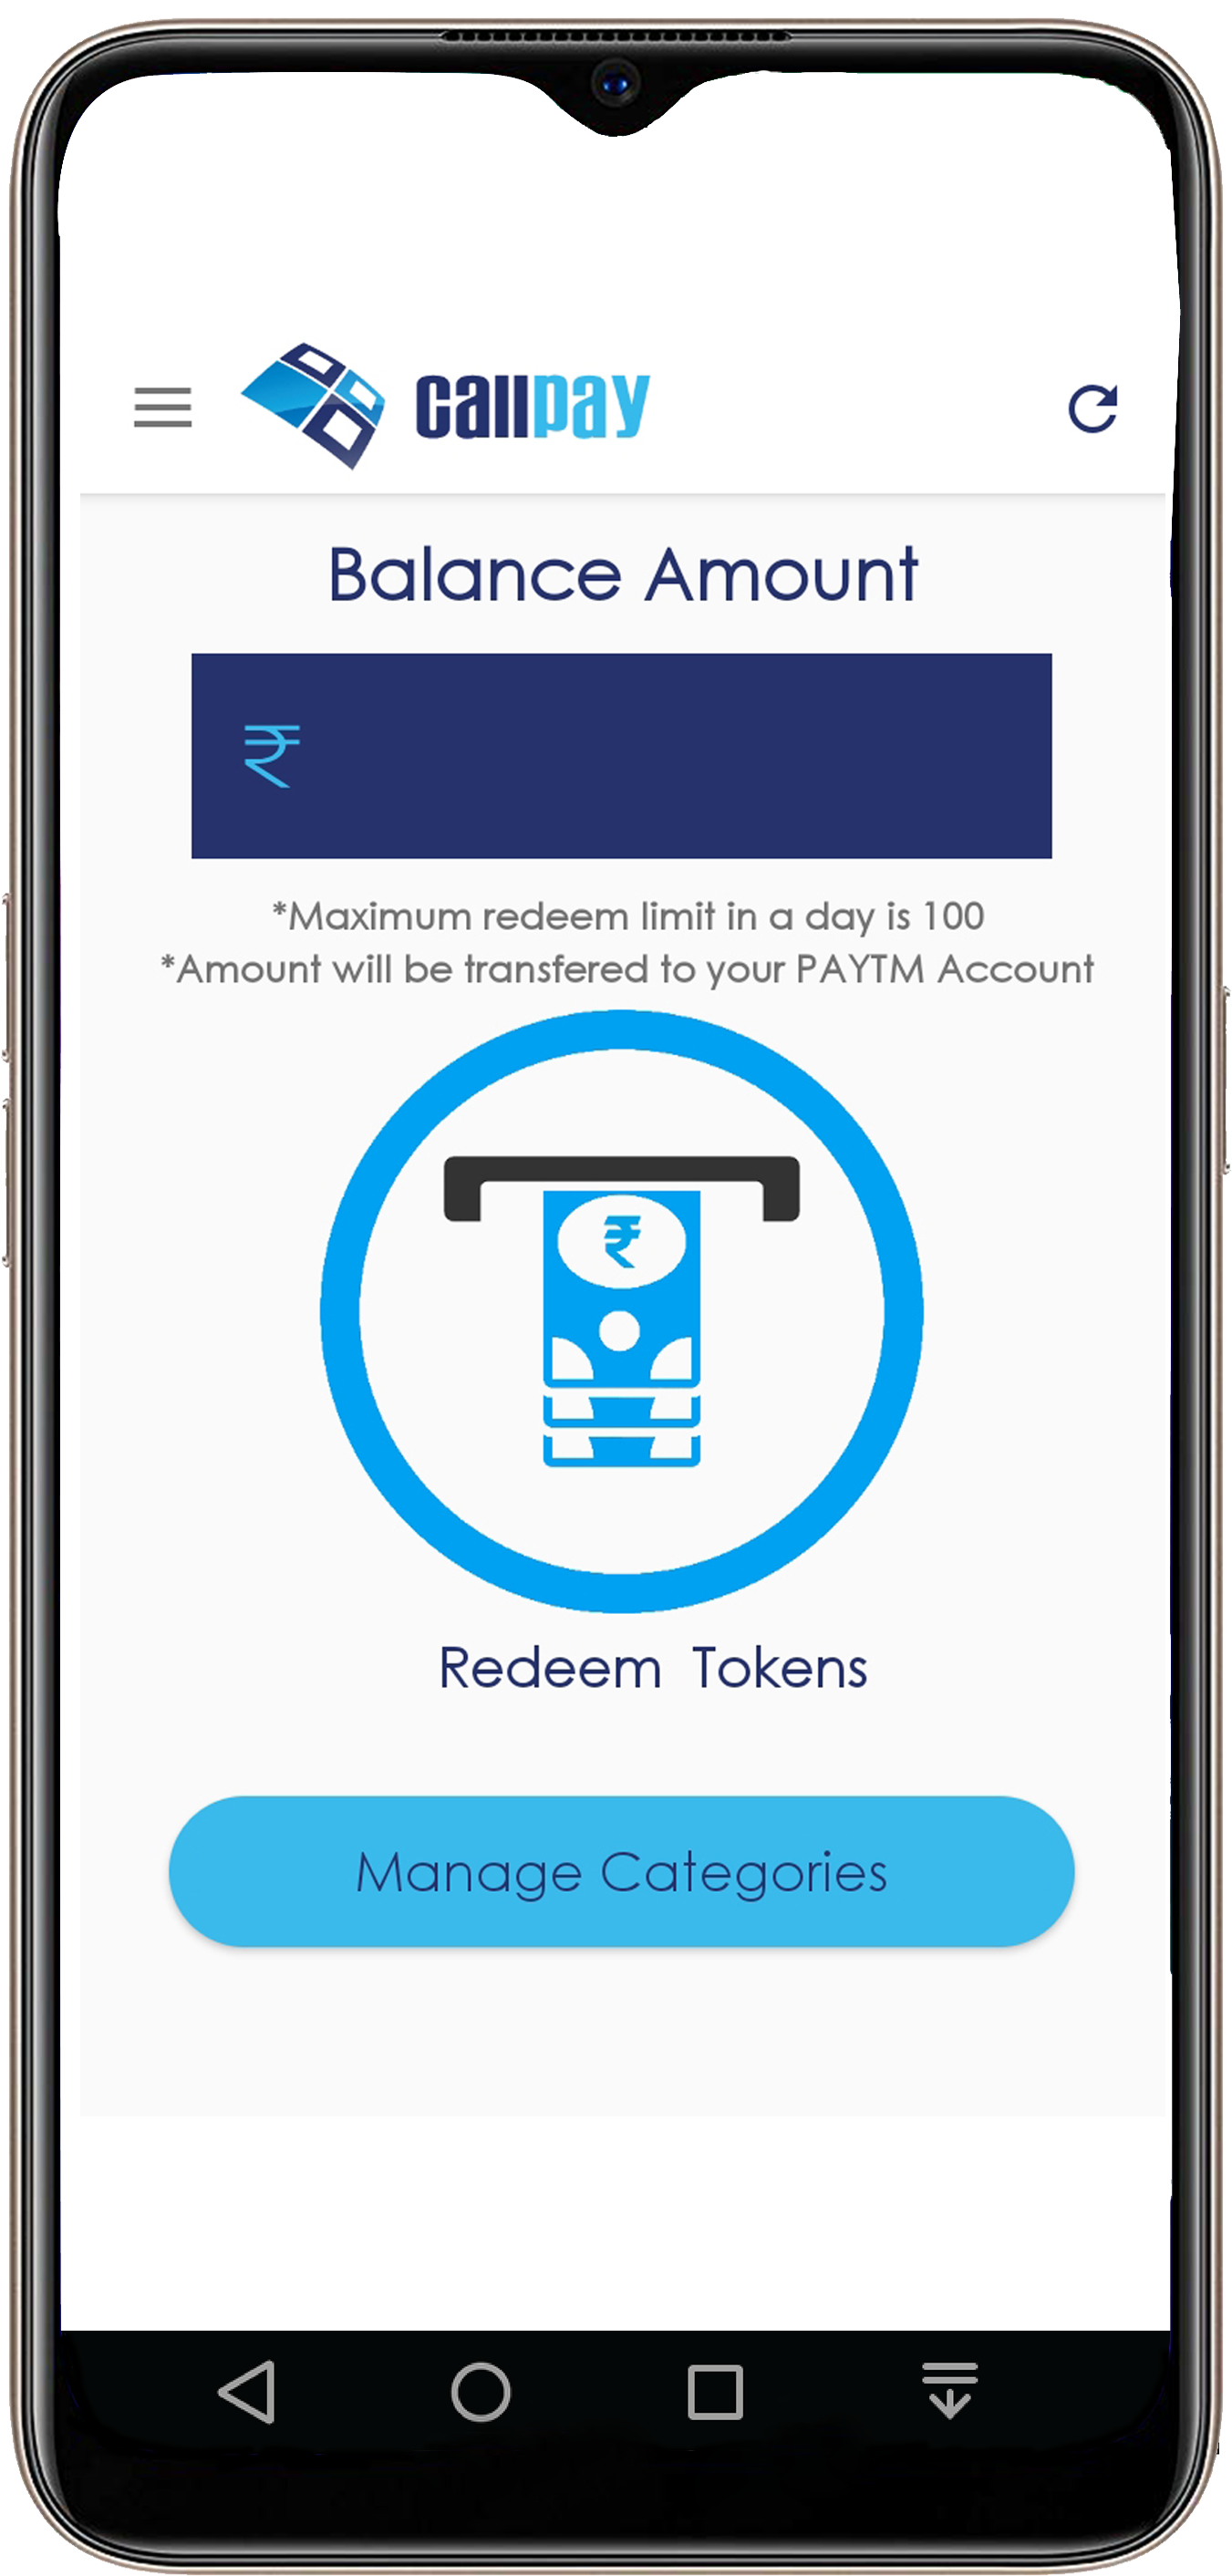 callpay
Balance Amount
₹
*Maximum redeem limit in a day is 100
*Amount will be transfered to your PAYTM Account
₹
Redeem Tokens
Manage Categories